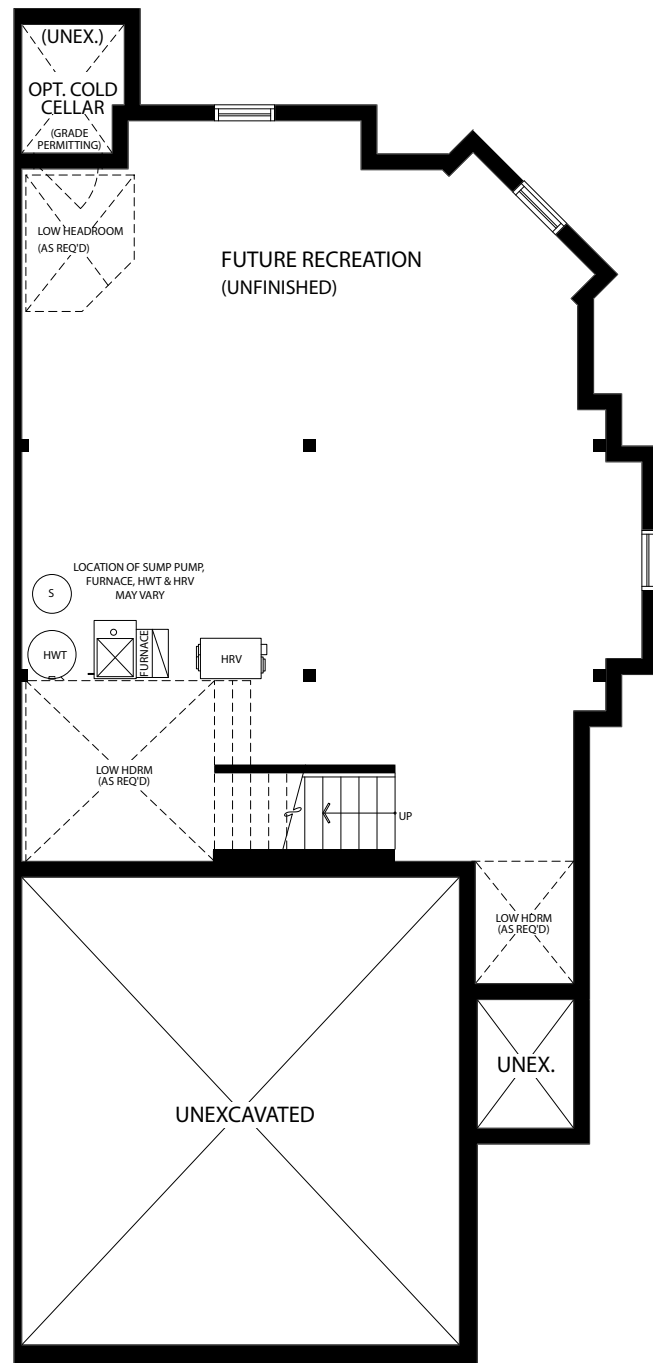 (UNEX.)
OPT. COLD
CELLAR
(GRADE
PERMITTING)
LOW HEADROOM
(AS REQ'D)
FUTURE RECREATION
(UNFINISHED)
LOCATION OF SUMP PUMP,
FURNACE, HWT & HRV
MAY VARY
S
HWT
FURNACE
HRV
LOW HDRM
(AS REQ'D)
UP
LOW HDRM
(AS REQ'D)
UNEX.
UNEXCAVATED